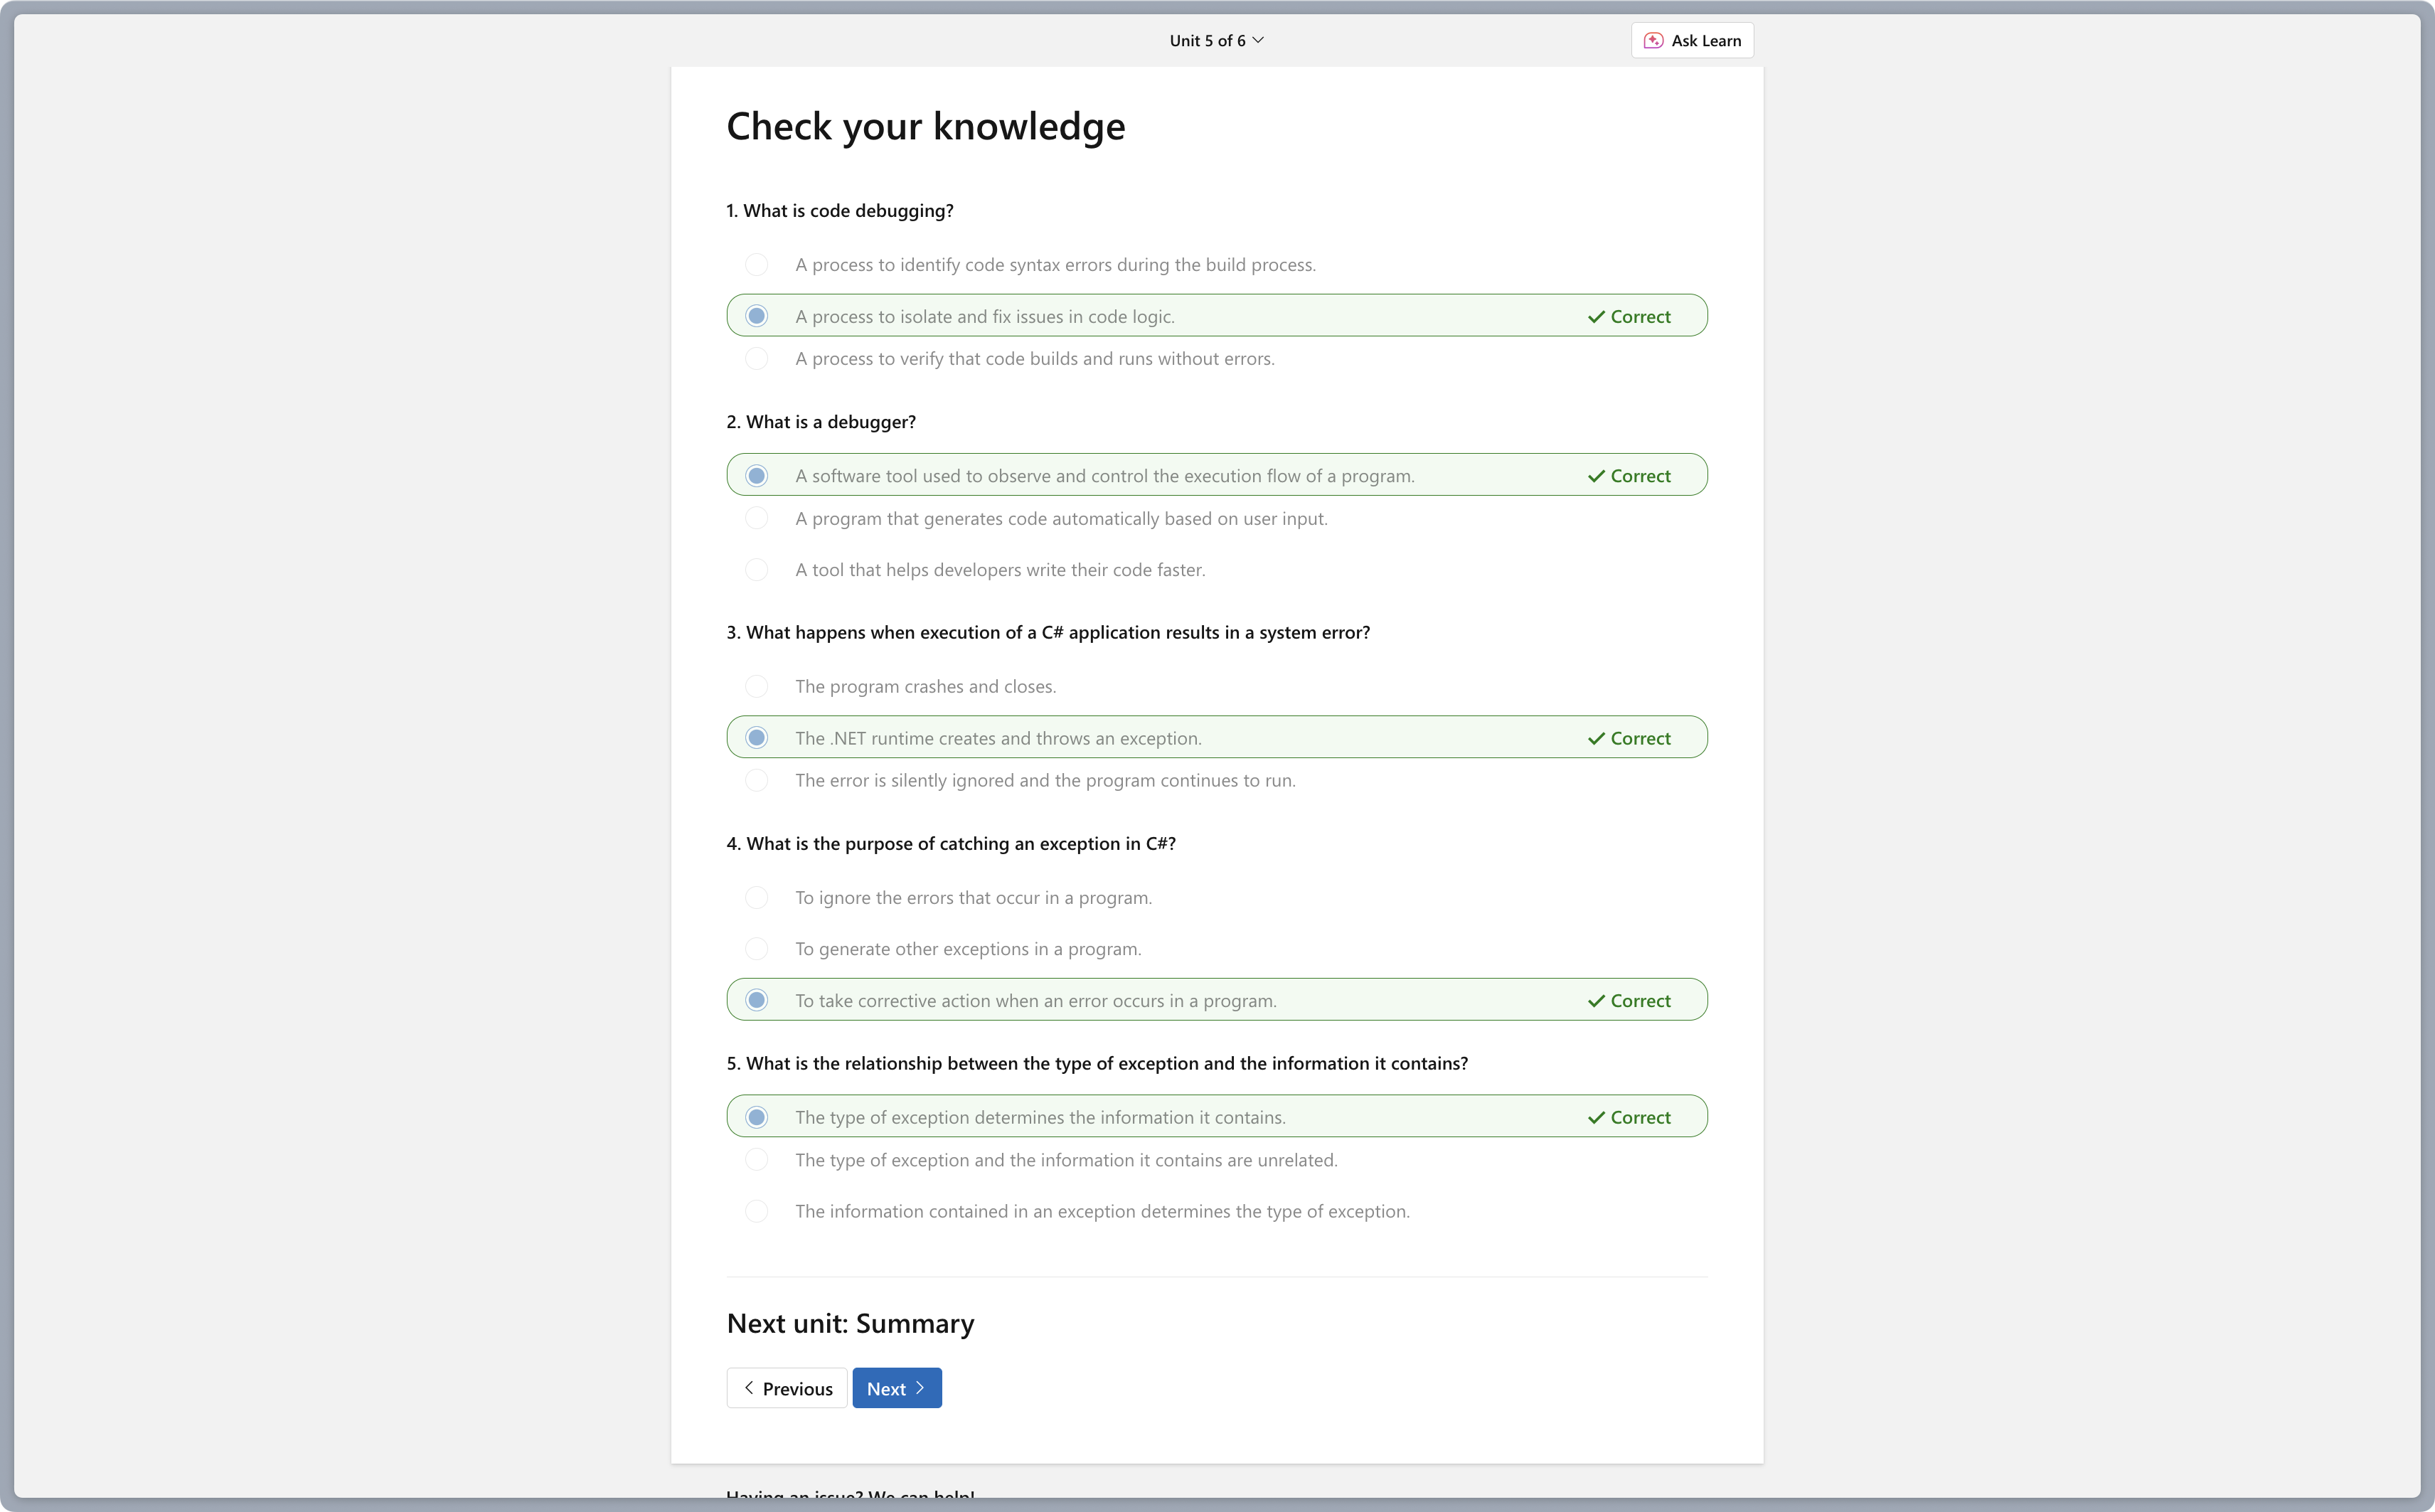 Unit 5 of 6
Ask Learn
Check your knowledge
1. What is code debugging?
A process to identify code syntax errors during the build process.
A process to isolate and fix issues in code logic.
Correct
A process to verify that code builds and runs without errors.
2. What is a debugger?
A software tool used to observe and control the execution flow of a program.
Correct
A program that generates code automatically based on user input.
A tool that helps developers write their code faster.
3. What happens when execution of a C# application results in a system error?
The program crashes and closes.
The .NET runtime creates and throws an exception.
Correct
The error is silently ignored and the program continues to run.
4. What is the purpose of catching an exception in C#?
To ignore the errors that occur in a program.
To generate other exceptions in a program.
To take corrective action when an error occurs in a program.
Correct
5. What is the relationship between the type of exception and the information it contains?
The type of exception determines the information it contains.
Correct
The type of exception and the information it contains are unrelated.
The information contained in an exception determines the type of exception.
Next unit: Summary
Previous
Next
Having an issue? We can help!